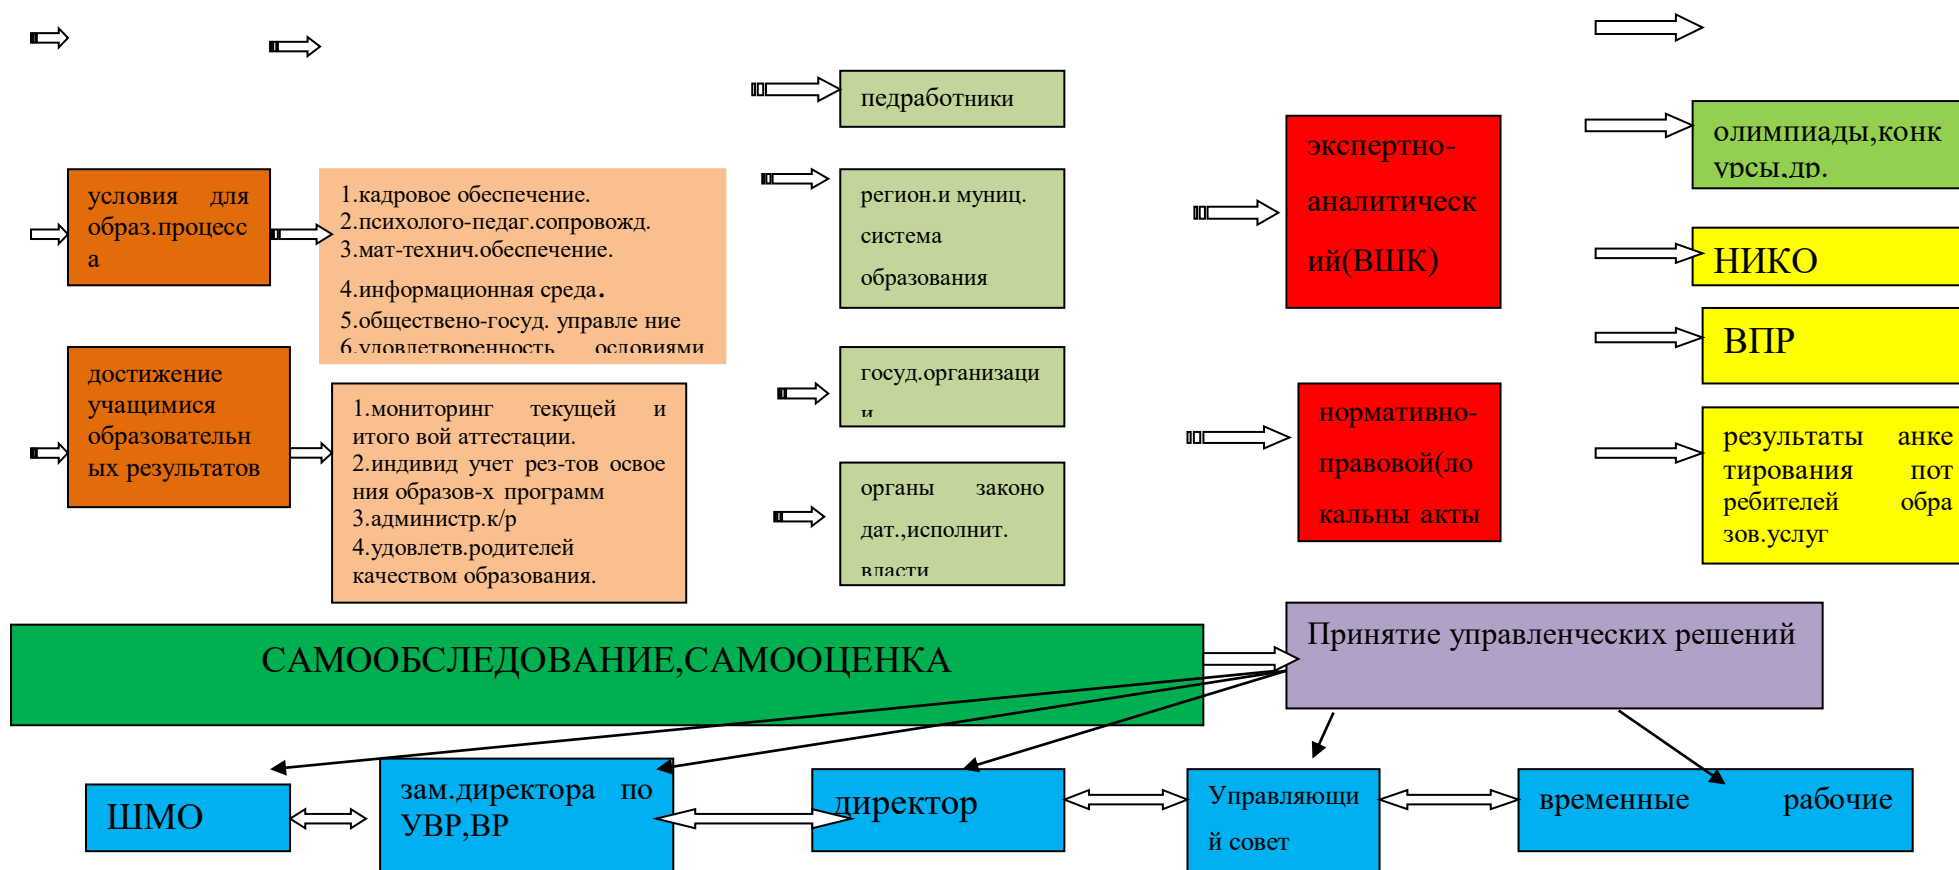 условия для
образ.процесс
а
достижение
учащимися
образовательн
ых результатов
1.кадровое обеспечение.
2.психолого-педаг.сопровожд.
3.мат-технич.обеспечение.
4.информационная среда.
5.обществено-госуд. управле ние
6.удовлетворенность условиями
1.мониторинг текущей и
итого вой аттестации.
2.индивид учет рез-тов освое
ния образов-х программ
3.администр.к/р
4.удовлетв.родителей
качеством образования.
педработники
регион.и муниц.
система
образования
госуд.организаци
и
органы законо
дат.,исполнит.
власти
экспертно-
аналитическ
ий(ВШК)
нормативно-
правовой(ло
кальны акты
олимпиады,конк
урсы,др.
НИКО
ВПР
результаты анке
тирования пот
ребителей обра
зов.услуг
САМООБСЛЕДОВАНИЕ,САМООЦЕНКА
Принятие управленческих решений
ШМО
зам.директора по
УВР,ВР
директор
Управляющи
й совет
временные рабочие